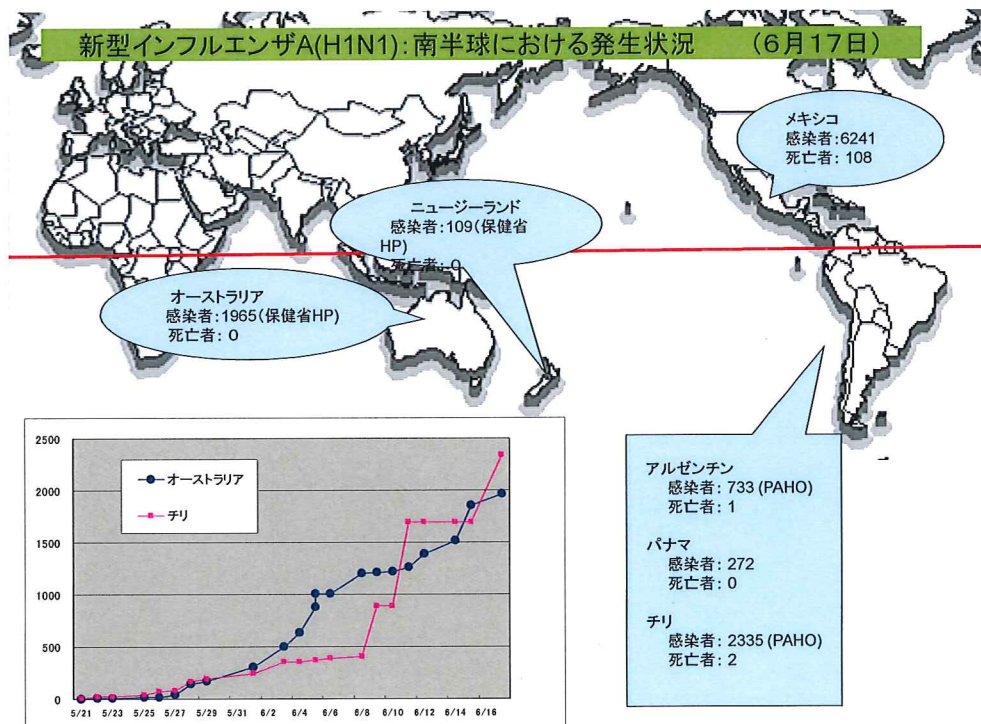 新型インフルエンザA(H1N1):南半球における発生状況　（6月17日）
メキシコ
感染者:6241
死亡者: 108
ニュージーランド
感染者:109(保健省
HP)
死亡者: 0
オーストラリア
感染者:1965(保健省HP)
死亡者: 0
アルゼンチン
感染者: 733 (PAHO)
死亡者: 1
パナマ
感染者: 272
死亡者: 0
チリ
感染者: 2335 (PAHO)
死亡者: 2
オーストラリア
チリ
2500
2000
1500
1000
500
0
5/21 5/23 5/25 5/27 5/29 5/31 6/2 6/4 6/6 6/8 6/10 6/12 6/14 6/16